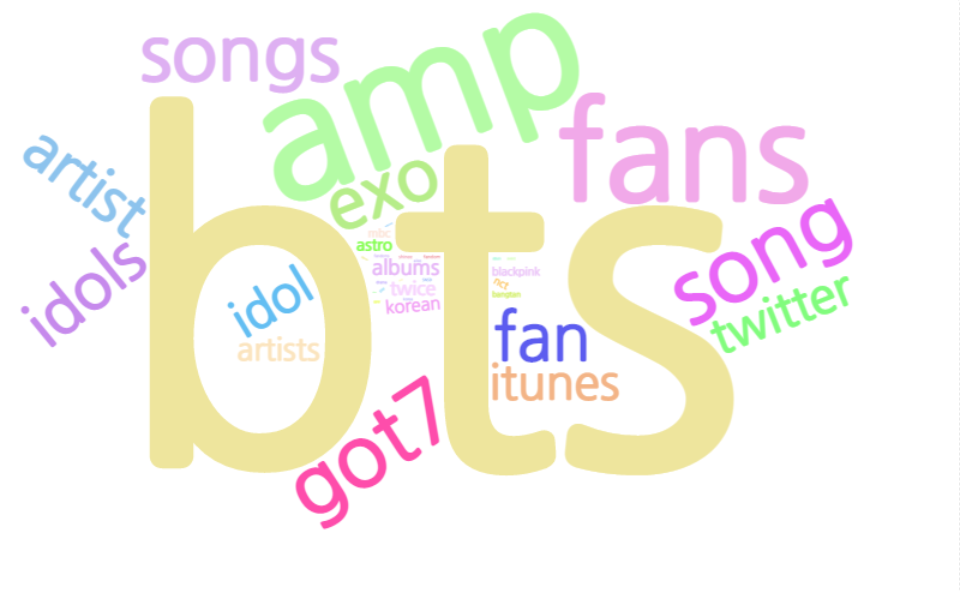 songs
amp
fans
artist
exo
bts
song
idols
mbc
astro
albums
blackpink
twice
nct
korean
bangtan
idol
twitter
fan
artists
itunes
got7